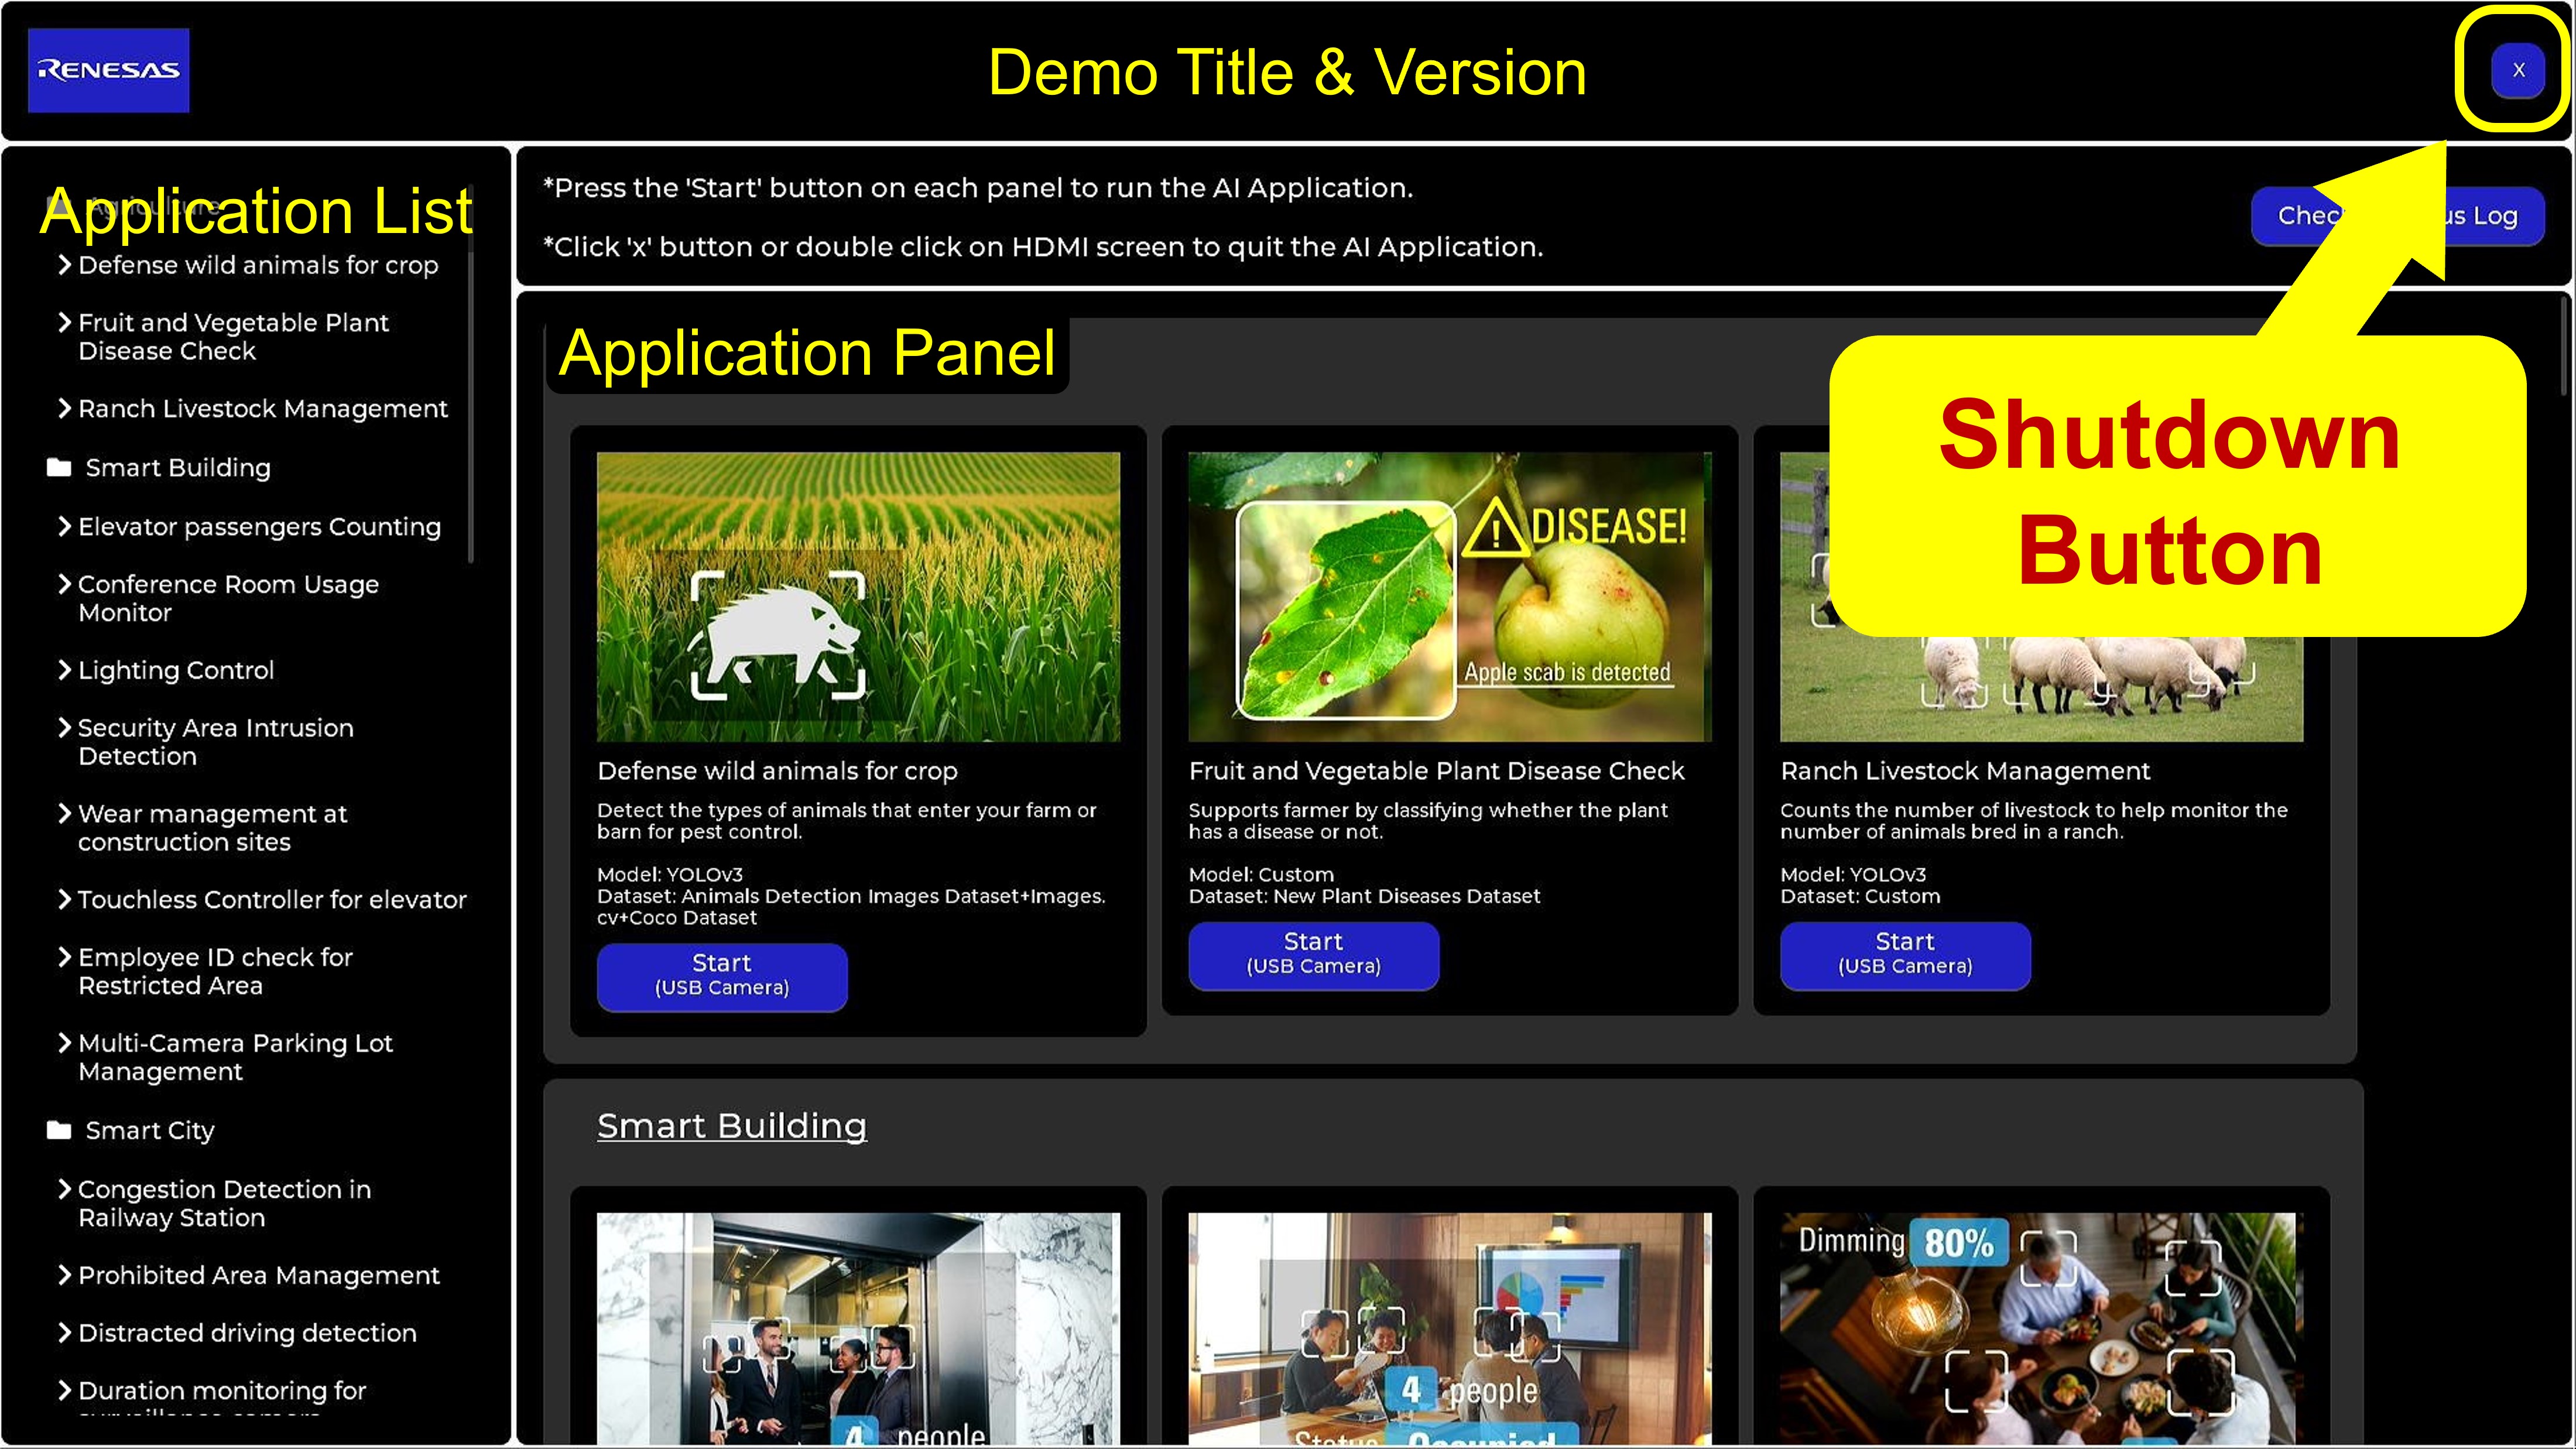 RENESAS
Demo Title & Version
X
Application List
Agriculture
Defense wild animals for crop
Fruit and Vegetable Plant
Disease Check
Ranch Livestock Management
Smart Building
Elevator passengers Counting
Conference Room Usage
Monitor
Lighting Control
Security Area Intrusion
Detection
Wear management at
construction sites
Touchless Controller for elevator
Employee ID check for
Restricted Area
Multi-Camera Parking Lot
Management
Smart City
Congestion Detection in
Railway Station
Prohibited Area Management
Distracted driving detection
Duration monitoring for
surveillance camera
*Press the 'Start' button on each panel to run the AI Application.
*Click 'x' button or double click on HDMI screen to quit the AI Application.
Log
Application Panel
Shutdown
Button
DISEASE!
Apple scab is detected
Defense wild animals for crop
Detect the types of animals that enter your farm or
barn for pest control.
Model: YOLOv3
Dataset: Animals Detection Images Dataset+Images.
cv+Coco Dataset
Start
(USB Camera)
Fruit and Vegetable Plant Disease Check
Supports farmer by classifying whether the plant
has a disease or not.
Model: Custom
Dataset: New Plant Diseases Dataset
Start
(USB Camera)
Ranch Livestock Management
Counts the number of livestock to help monitor the
number of animals bred in a ranch.
Model: YOLOv3
Dataset: Custom
Start
(USB Camera)
Smart Building
4 people
4 people
Status Occupied
Dimming 80%